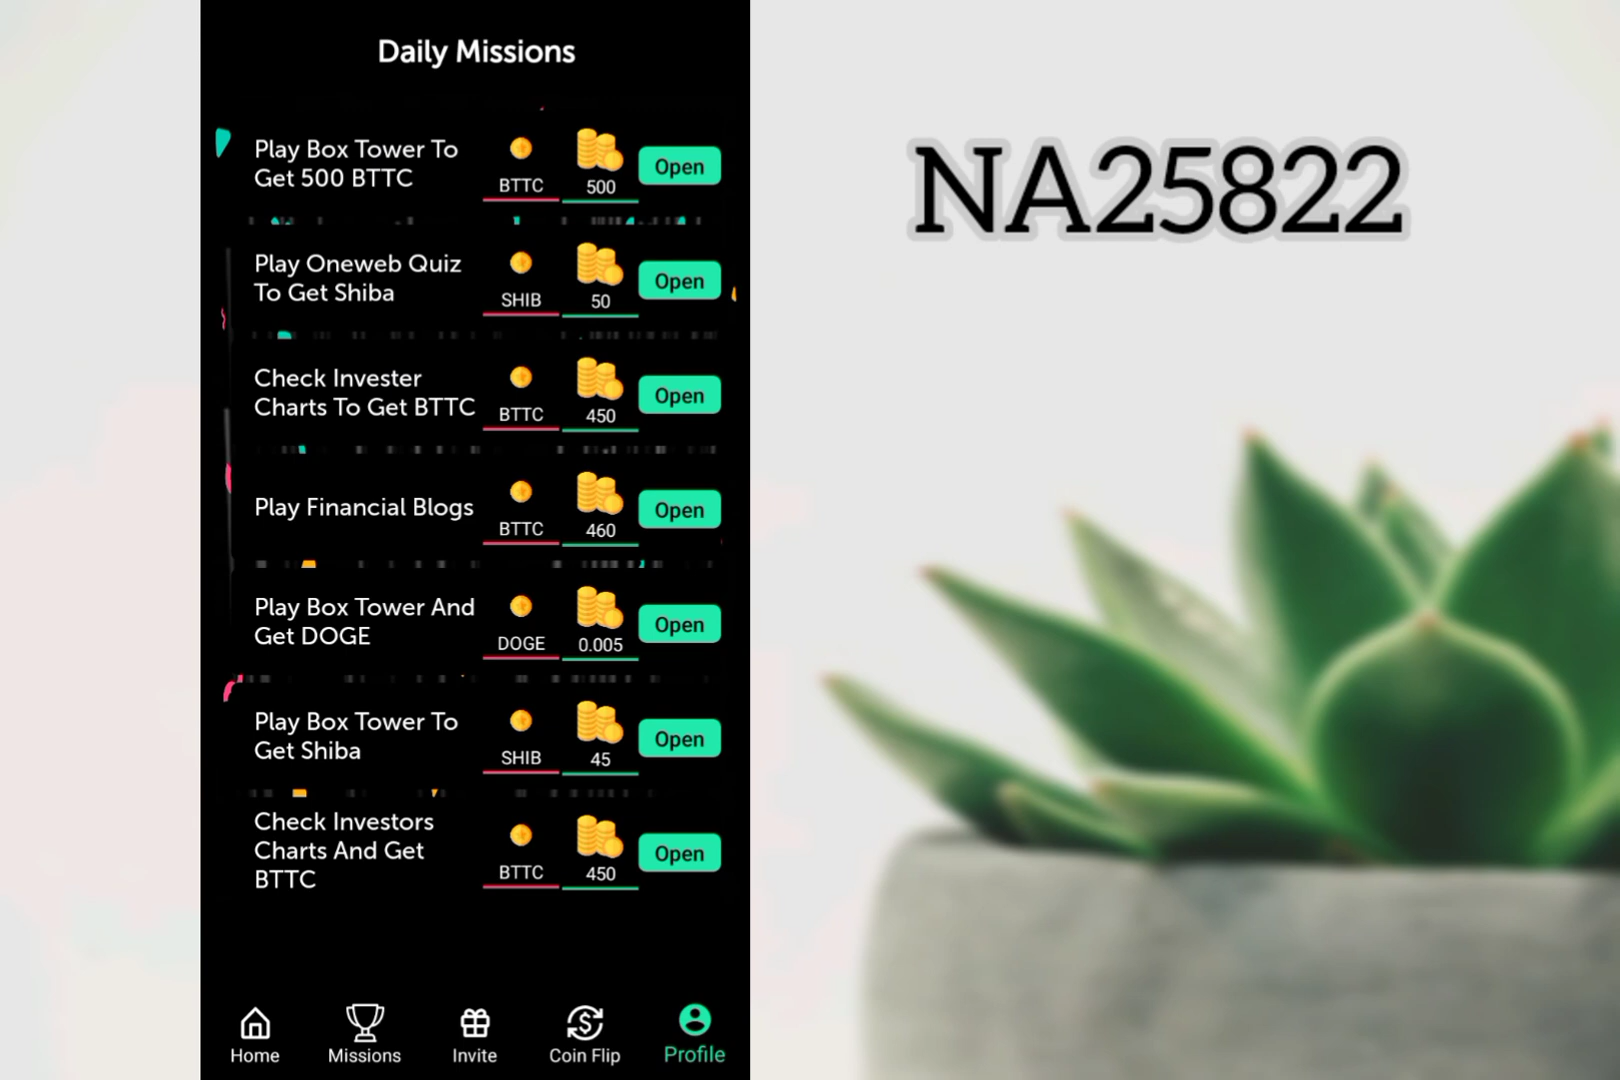 Daily Missions
Play Box Tower To
Get 500 BTTC
BTTC
500
Open
Play Oneweb Quiz
To Get Shiba
SHIB
50
Open
Check Invester
Charts To Get BTTC
BTTC
450
Open
Play Financial Blogs
BTTC
460
Open
Play Box Tower And
Get DOGE
DOGE
0.005
Open
Play Box Tower To
Get Shiba
SHIB
45
Open
Check Investors
Charts And Get
BTTC
BTTC
450
Open
Home
Missions
Invite
Coin Flip
Profile
NA25822